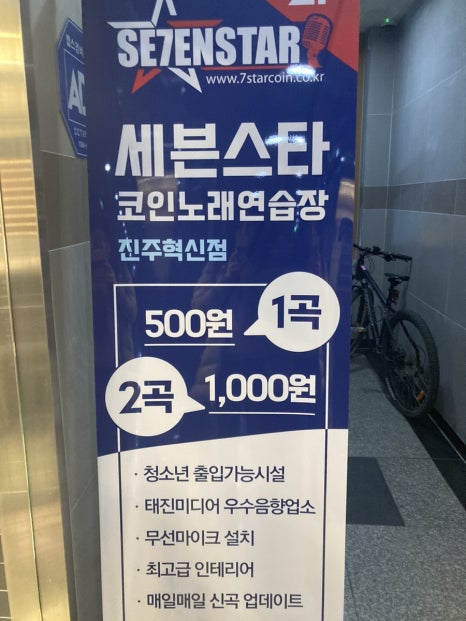 SE7ENSTAR
www.7starcoin.co.kr
세븐스타
코인노래연습장
진주혁신점
500원 1곡
2곡 1,000원
· 청소년 출입가능시설
· 태진미디어 우수음향업소
· 무선마이크 설치
· 최고급 인테리어
· 매일매일 신곡 업데이트